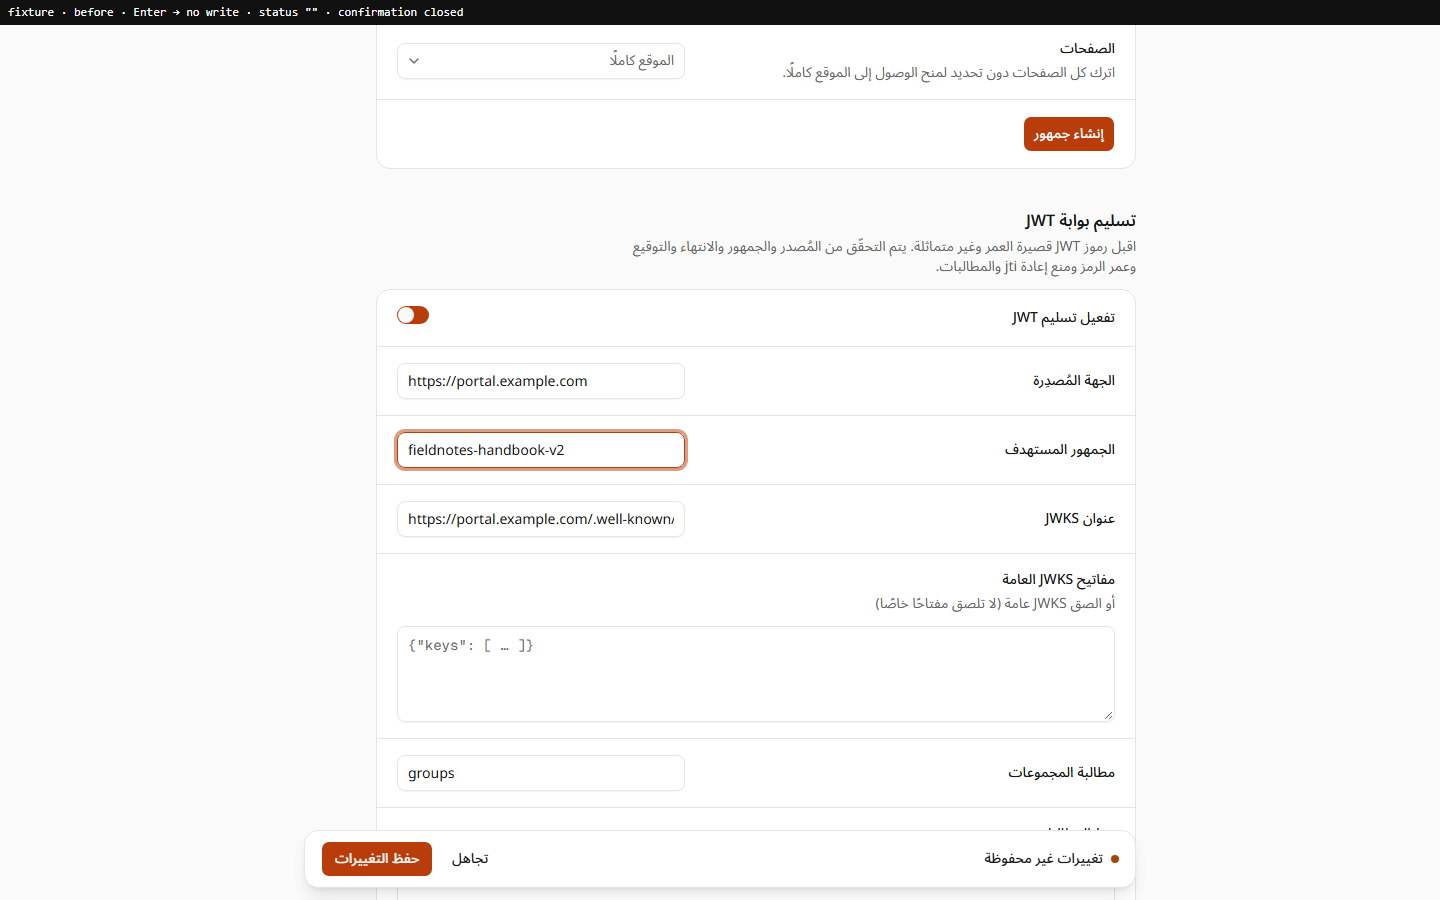 fixture · before · Enter → no write · status "" · confirmation closed
الصفحات
اترك كل الصفحات دون تحديد لمنح الوصول إلى الموقع كاملًا.
الموقع كاملًا
إنشاء جمهور
تسليم بوابة JWT
اقبل رموز JWT قصيرة العمر وغير متماثلة. يتم التحقّق من المُصدر والجمهور والانتهاء والتوقيع
وعمر الرمز ومنع إعادة jti والمطالبات.
تفعيل تسليم JWT
الجهة المُصدِرة
https://portal.example.com
الجمهور المستهدف
fieldnotes-handbook-v2
عنوان JWKS
https://portal.example.com/.well-known/
مفاتيح JWKS العامة
أو الصق JWKS عامة (لا تلصق مفتاحًا خاصًا)
{"keys": [ … ]}
مطالبة المجموعات
groups
تغييرات غير محفوظة
تجاهل
حفظ التغييرات